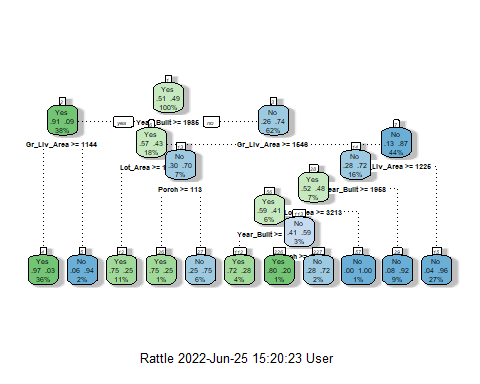 Yes
.51 .49
100%
yes
Year_Built >= 1985
no
Yes
.91 .09
38%
No
.26 .74
62%
Gr_Liv_Area >= 1144
Gr_Liv_Area >= 1546
Yes
.57 .43
18%
No
.13 .87
44%
Lot_Area >=
Liv_Area >= 1225
No
.30 .70
7%
No
.28 .72
16%
Porch >= 113
Yes
.52 .48
7%
Year_Built >= 1958
Yes
.59 .41
6%
>= 3213
No
.41 .59
3%
Year_Built >=
Yes
.97 .03
36%
No
.06 .94
2%
Yes
.75 .25
11%
Yes
.75 .25
1%
No
.25 .75
6%
Yes
.72 .28
4%
Yes
.80 .20
1%
No
.28 .72
2%
No
.00 1.00
1%
No
.08 .92
9%
No
.04 .96
27%
Rattle 2022-Jun-25 15:20:23 User